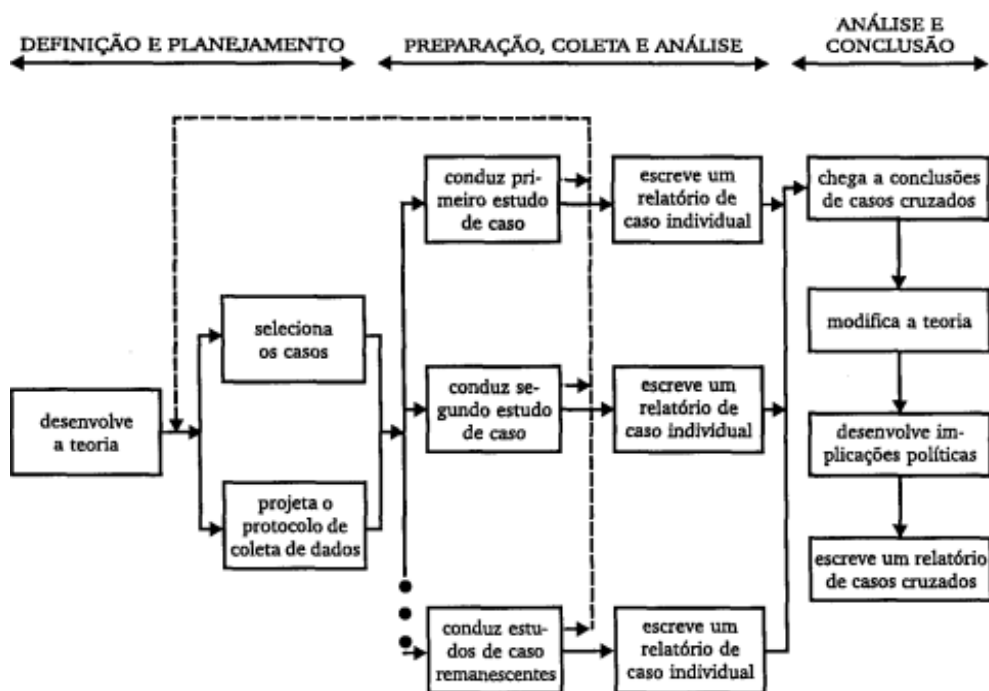 DEFINIÇÃO E PLANEJAMENTO
PREPARAÇÃO, COLETA E ANÁLISE
ANÁLISE E
CONCLUSÃO
desenvolve
a teoria
seleciona
os casos
projeta o
protocolo de
coleta de dados
conduz pri-
meiro estudo
de caso
escreve um
relatório de
caso individual
conduz se-
gundo estudo
de caso
escreve um
relatório de
caso individual
conduz estu-
dos de caso
remanescentes
escreve um
relatório de
caso individual
chega a conclusões
de casos cruzados
modifica a teoria
desenvolve im-
plicações políticas
escreve um relatório
de casos cruzados